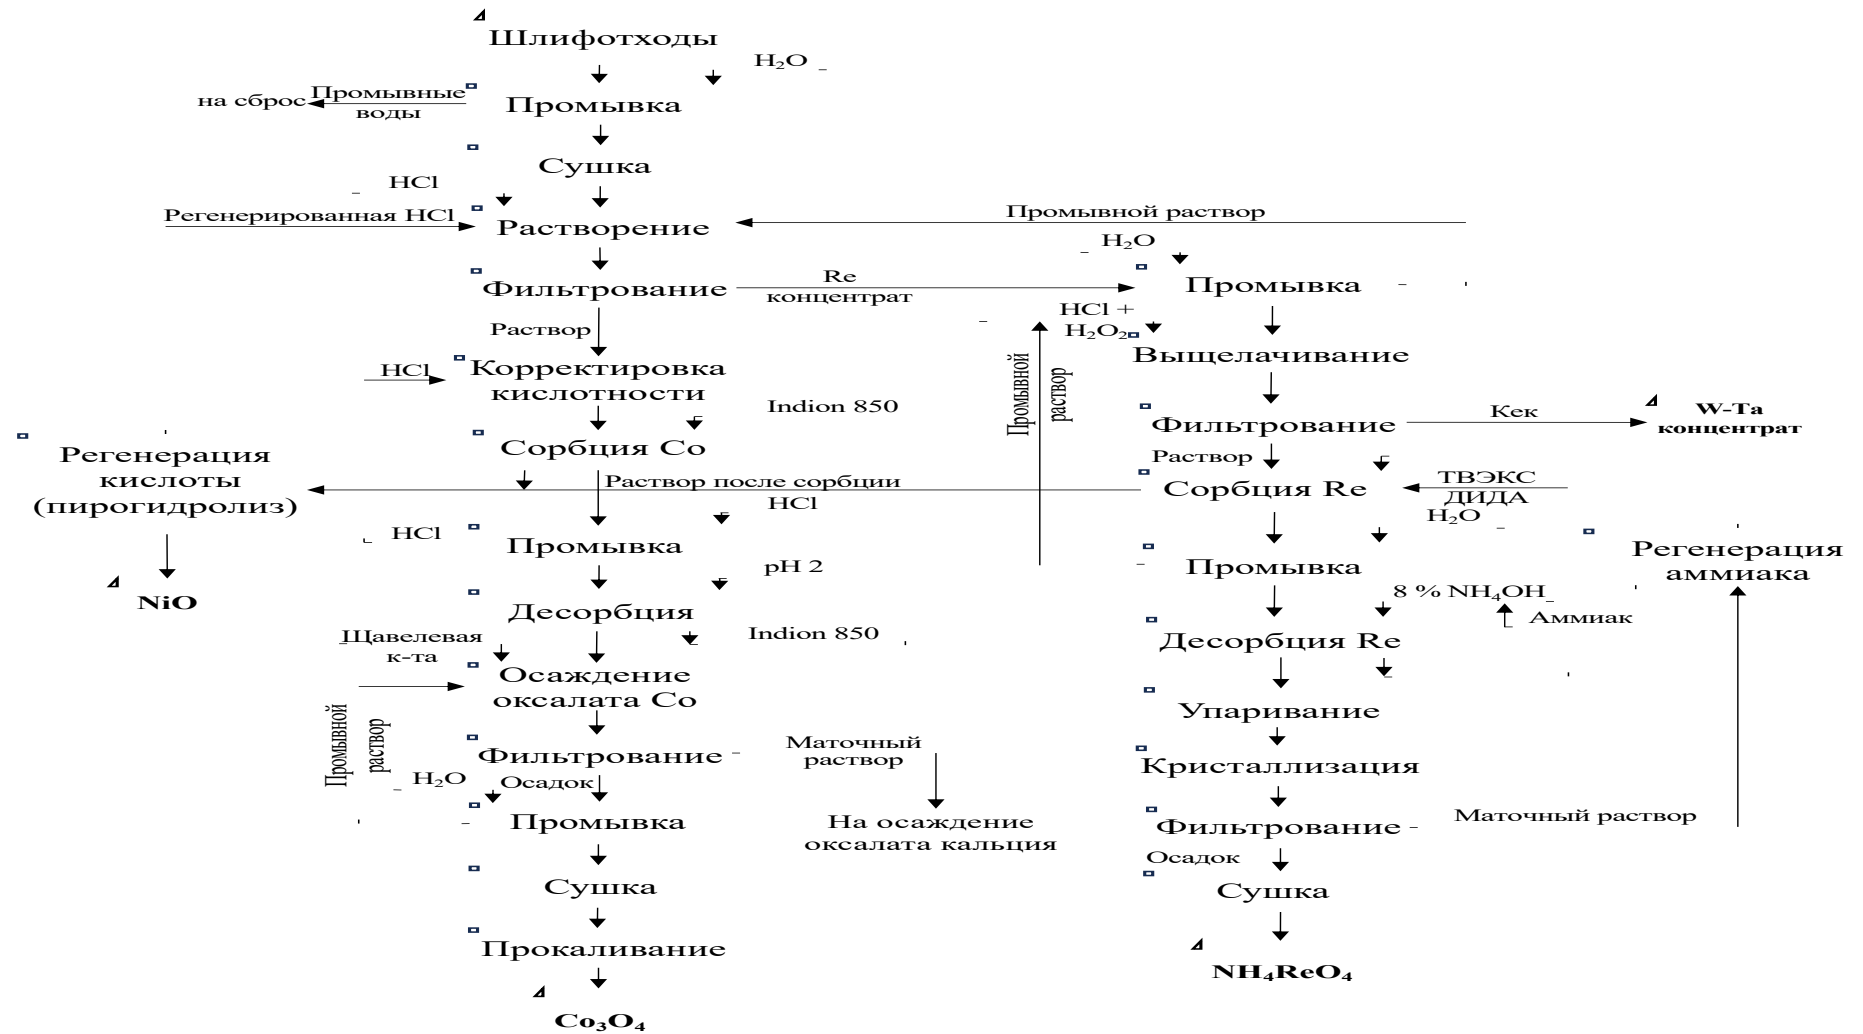 Шлифотходы
H₂O
Промывные
воды
на сброс
Промывка
Сушка
HCl
Регенерированная HCl
Растворение
Промывной раствор
H₂O
Фильтрование
Re
концентрат
Промывка
Раствор
HCl +
H₂O₂
Промывной
раствор
HCl
Корректировка
кислотности
Выщелачивание
Indion 850
Кек
W-Ta
концентрат
Фильтрование
Сорбция Co
Раствор
Регенерация
кислоты
(пирогидролиз)
Раствор после сорбции
Сорбция Re
ТВЭКС
ДИДА
HCl
H₂O
HCl
Промывка
Промывка
Регенерация
аммиака
pH 2
8 % NH₄OH
NiO
Десорбция
Аммиак
Щавелевая
к-та
Indion 850
Десорбция Re
Осаждение
оксалата Co
Упаривание
Промывной
раствор
Фильтрование
Маточный
раствор
Кристаллизация
H₂O
Осадок
Промывка
На осаждение
оксалата кальция
Фильтрование
Маточный раствор
Осадок
Сушка
Сушка
Прокаливание
NH₄ReO₄
Co₃O₄